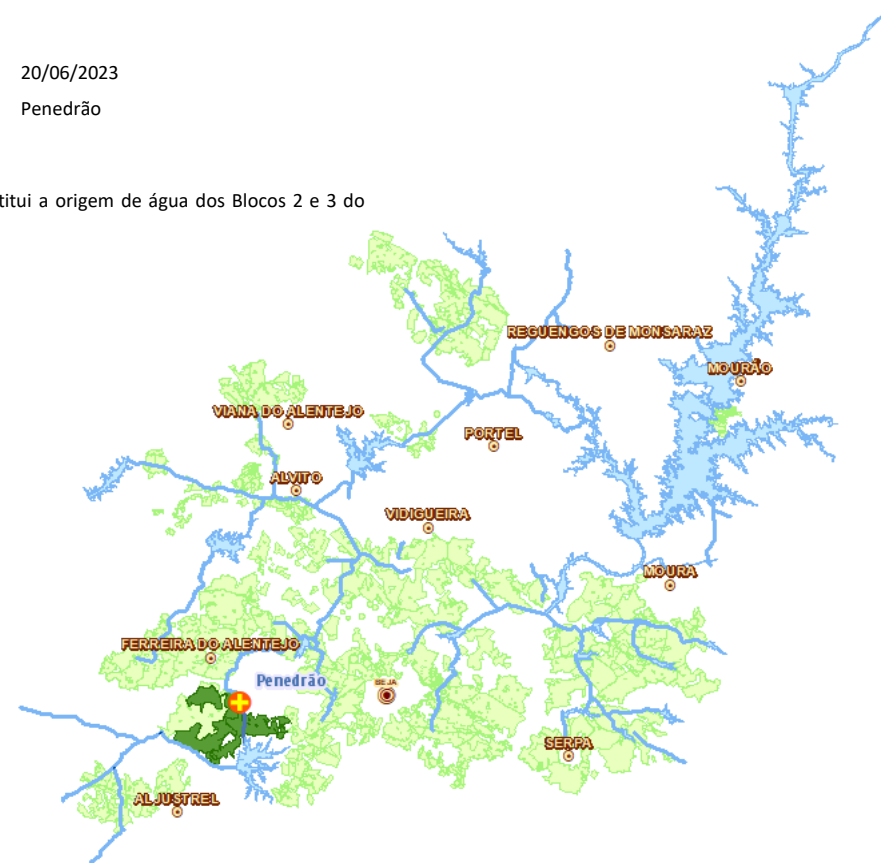 20/06/2023
Penedrão
titui a origem de água dos Blocos 2 e 3 do
REGUENGOS DE MONSARAZ
MOURÃO
VIANA DO ALENTEJO
PORTEL
ALVITO
VIDIGUEIRA
MOURA
FERREIRA DO ALENTEJO
Penedrão
BEJA
SERPA
ALJUSTREL